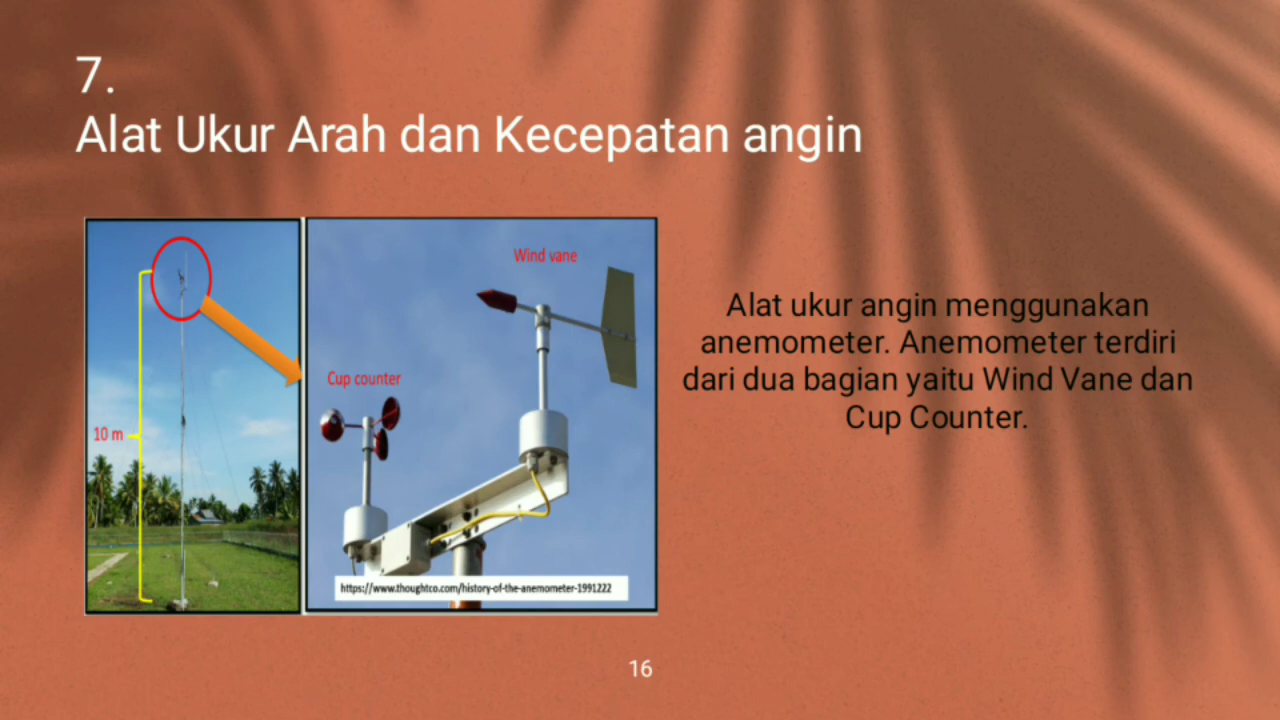 7.
Alat Ukur Arah dan Kecepatan angin
Wind vane
Cup counter
10 m
https://www.thoughtco.com/history-of-the-anemometer-1991222
Alat ukur angin menggunakan
anemometer. Anemometer terdiri
dari dua bagian yaitu Wind Vane dan
Cup Counter.
16